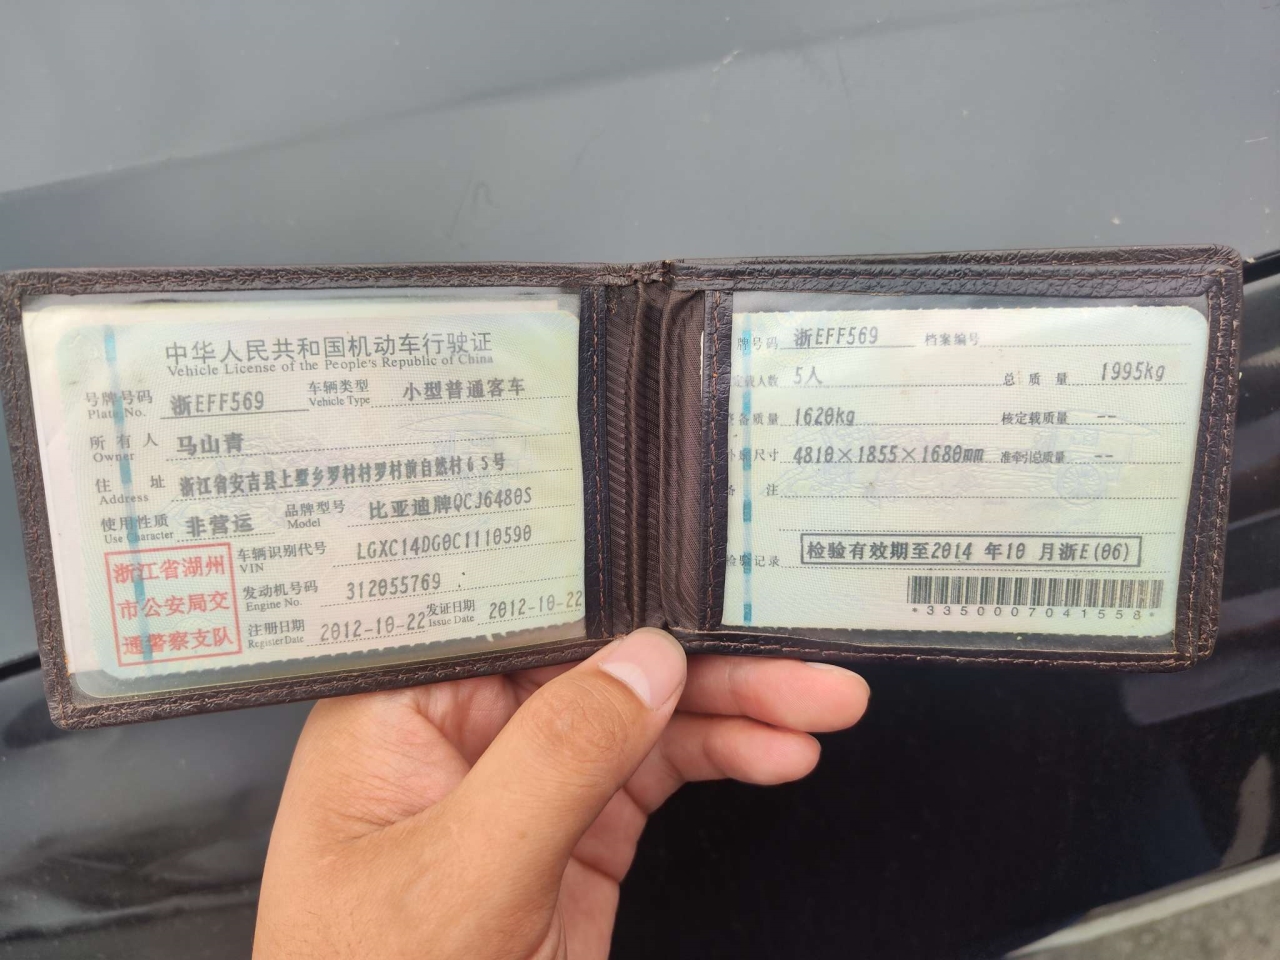 中华人民共和国机动车行驶证
Vehicle License of the People's Republic of China
号牌号码 浙EFF569 车辆类型 小型普通客车
Plate No. Vehicle Type
所有人 马山青
Owner
住址 浙江省安吉县上墅乡罗村村罗村前自然村65号
Address
使用性质 非营运 品牌型号 比亚迪牌QCJ6480S
Use Character Model
浙江省湖州
市公安局交
通警察支队
车辆识别代号 LGXC14DG0C1110590
VIN
发动机号码 312055769
Engine No.
注册日期 2012-10-22 发证日期 2012-10-22
Register Date Issue Date
牌号码 浙EFF569 档案编号
定载人数 5人 总质量 1995kg
整备质量 1620kg 核定载质量 --
外廓尺寸 4810×1855×1680mm 准牵引总质量 --
备注
检验记录 检验有效期至2014年10月浙E(06)
*3350007041558*